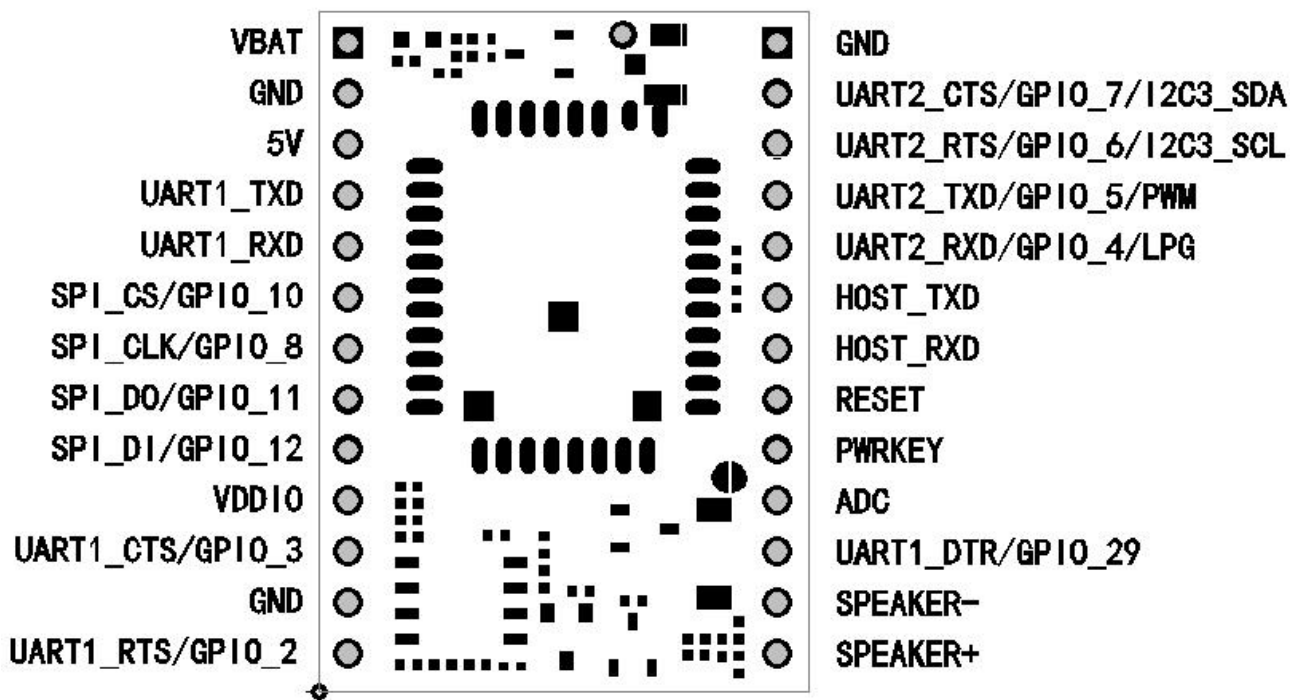 VBAT
GND
5V
UART1_TXD
UART1_RXD
SPI_CS/GPIO_10
SPI_CLK/GPIO_8
SPI_DO/GPIO_11
SPI_DI/GPIO_12
VDDIO
UART1_CTS/GPIO_3
GND
UART1_RTS/GPIO_2
GND
UART2_CTS/GPIO_7/I2C3_SDA
UART2_RTS/GPIO_6/I2C3_SCL
UART2_TXD/GPIO_5/PWM
UART2_RXD/GPIO_4/LPG
HOST_TXD
HOST_RXD
RESET
PWRKEY
ADC
UART1_DTR/GPIO_29
SPEAKER-
SPEAKER+